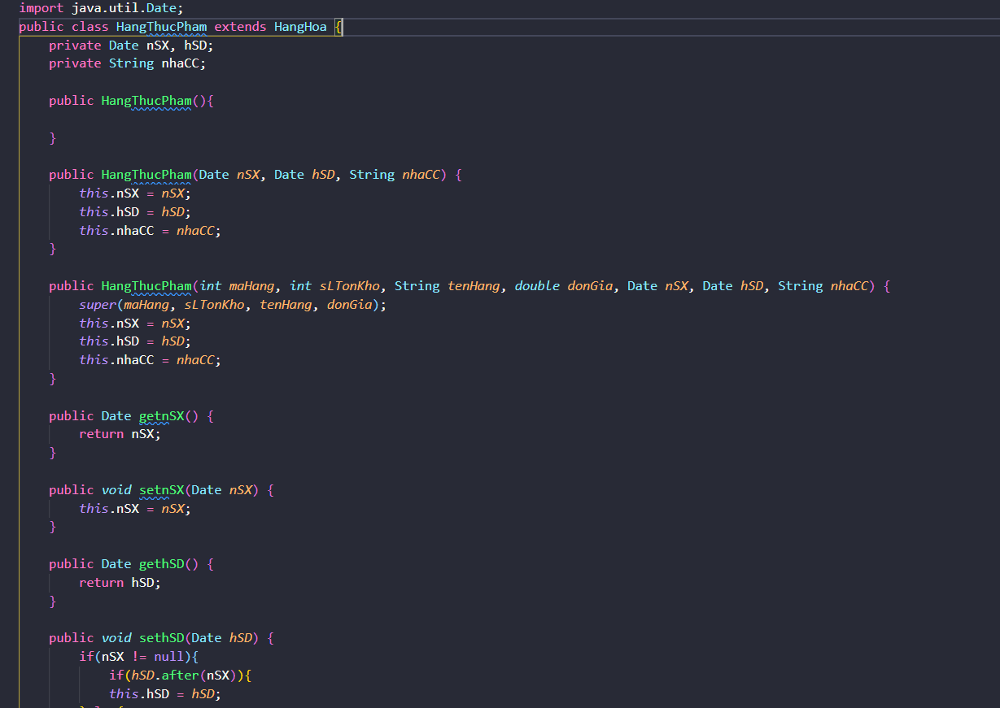 import java.util.Date;
public class HangThucPham extends HangHoa {
    private Date nSX, hSD;
    private String nhaCC;
    public HangThucPham(){
    }
    public HangThucPham(Date nSX, Date hSD, String nhaCC) {
        this.nSX = nSX;
        this.hSD = hSD;
        this.nhaCC = nhaCC;
    }
    public HangThucPham(int maHang, int sLTonKho, String tenHang, double donGia, Date nSX, Date hSD, String nhaCC) {
        super(maHang, sLTonKho, tenHang, donGia);
        this.nSX = nSX;
        this.hSD = hSD;
        this.nhaCC = nhaCC;
    }
    public Date getnSX() {
        return nSX;
    }
    public void setnSX(Date nSX) {
        this.nSX = nSX;
    }
    public Date gethSD() {
        return hSD;
    }
    public void sethSD(Date hSD) {
        if(nSX != null){
            if(hSD.after(nSX)){
            this.hSD = hSD;